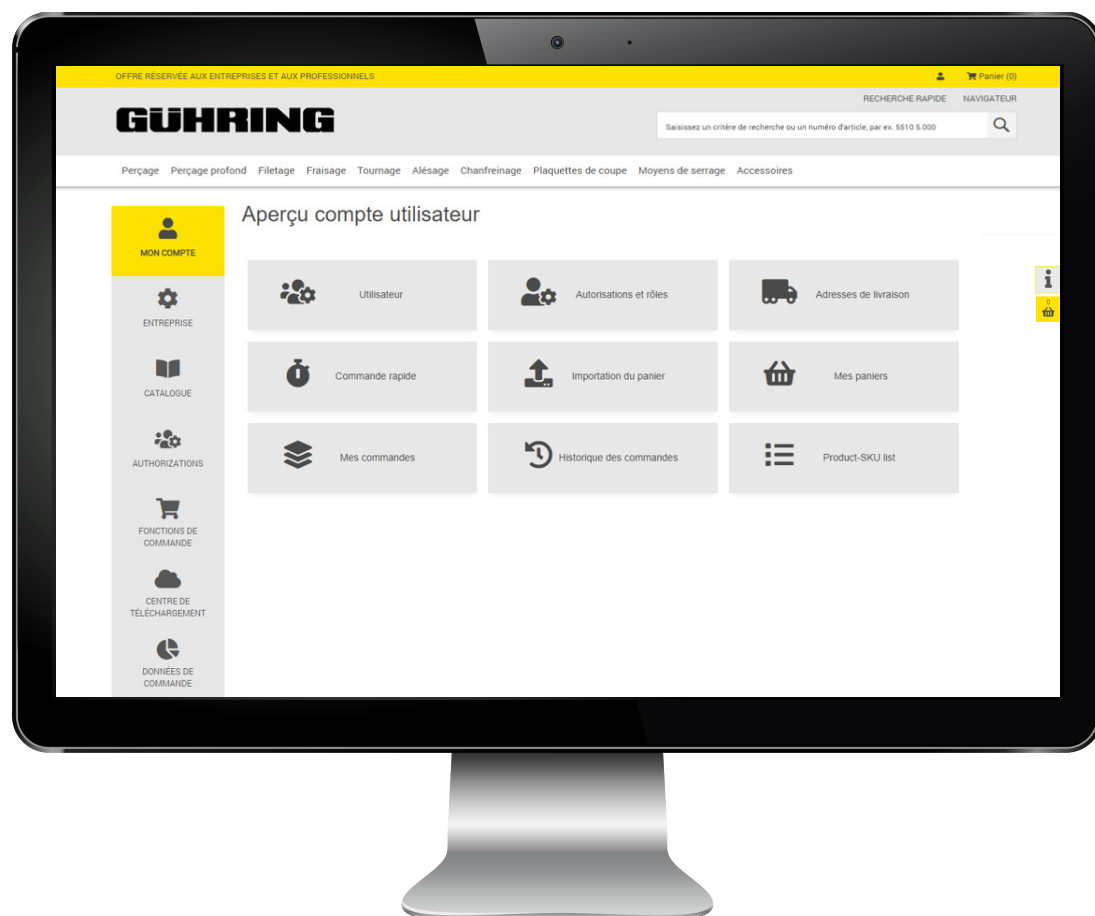 OFFRE RÉSERVÉE AUX ENTREPRISES ET AUX PROFESSIONNELS
Panier (0)
RECHERCHE RAPIDE NAVIGATEUR
GÜHRING
Saisissez un critère de recherche ou un numéro d'article, par ex. 5510 5.000
Perçage Perçage profond Filetage Fraisage Tournage Alésage Chanfreinage Plaquettes de coupe Moyens de serrage Accessoires
Aperçu compte utilisateur
MON COMPTE
ENTREPRISE
CATALOGUE
AUTHORIZATIONS
FONCTIONS DE
COMMANDE
CENTRE DE
TÉLÉCHARGEMENT
DONNÉES DE
COMMANDE
Utilisateur
Autorisations et rôles
Adresses de livraison
Commande rapide
Importation du panier
Mes paniers
Mes commandes
Historique des commandes
Product-SKU list
0